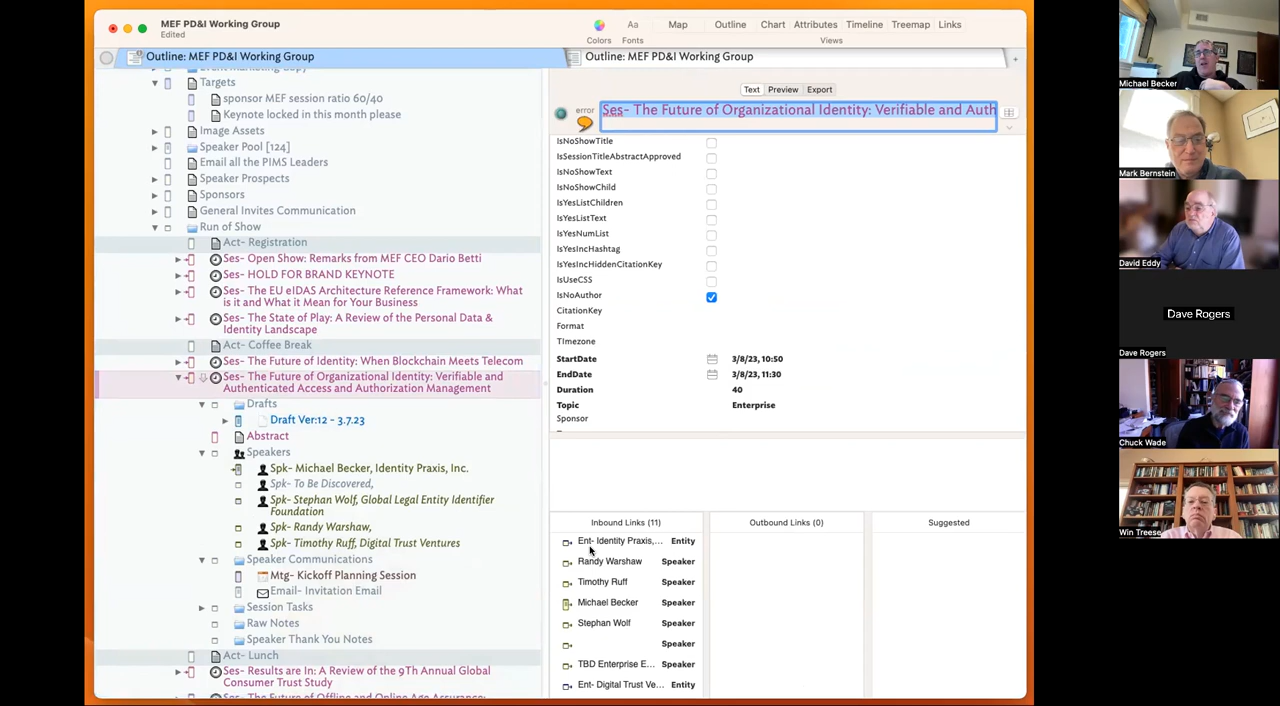 MEF PD&I Working Group
Edited
Aa
Map
Outline
Chart
Attributes
Timeline
Treemap
Links
Colors
Fonts
Views
Outline: MEF PD&I Working Group
Outline: MEF PD&I Working Group
+
Targets
sponsor MEF session ratio 60/40
Keynote locked in this month please
Image Assets
Speaker Pool [124]
Email all the PIMS Leaders
Speaker Prospects
Sponsors
General Invites Communication
Run of Show
Act- Registration
Ses- Open Show: Remarks from MEF CEO Dario Betti
Ses- HOLD FOR BRAND KEYNOTE
Ses- The EU eIDAS Architecture Reference Framework: What
is it and What it Mean for Your Business
Ses- The State of Play: A Review of the Personal Data &
Identity Landscape
Act- Coffee Break
Ses- The Future of Identity: When Blockchain Meets Telecom
Ses- The Future of Organizational Identity: Verifiable and
Authenticated Access and Authorization Management
Drafts
Draft Ver:12 - 3.7.23
Abstract
Speakers
Spk- Michael Becker, Identity Praxis, Inc.
Spk- To Be Discovered,
Spk- Stephan Wolf, Global Legal Entity Identifier
Foundation
Spk- Randy Warshaw,
Spk- Timothy Ruff, Digital Trust Ventures
Speaker Communications
Mtg- Kickoff Planning Session
Email- Invitation Email
Session Tasks
Raw Notes
Speaker Thank You Notes
Act- Lunch
Ses- Results are In: A Review of the 9Th Annual Global
Consumer Trust Study
Ses- The Future of Offline and Online Age Assurance:
Text
Preview
Export
error
Ses- The Future of Organizational Identity: Verifiable and Auth
IsNoShowTitle
IsSessionTitleAbstractApproved
IsNoShowText
IsNoShowChild
IsYesListChildren
IsYesListText
IsYesNumList
IsYesIncHashtag
IsYesIncHiddenCitationKey
IsUseCSS
IsNoAuthor
CitationKey
Format
TImezone
StartDate 3/8/23, 10:50
EndDate 3/8/23, 11:30
Duration 40
Topic Enterprise
Sponsor
Inbound Links (11)
Ent- Identity Praxis,... Entity
Randy Warshaw Speaker
Timothy Ruff Speaker
Michael Becker Speaker
Stephan Wolf Speaker
Speaker
TBD Enterprise E... Speaker
Ent- Digital Trust Ve... Entity
Outbound Links (0)
Suggested
Michael Becker
Mark Bernstein
David Eddy
Dave Rogers
Dave Rogers
Chuck Wade
Win Treese